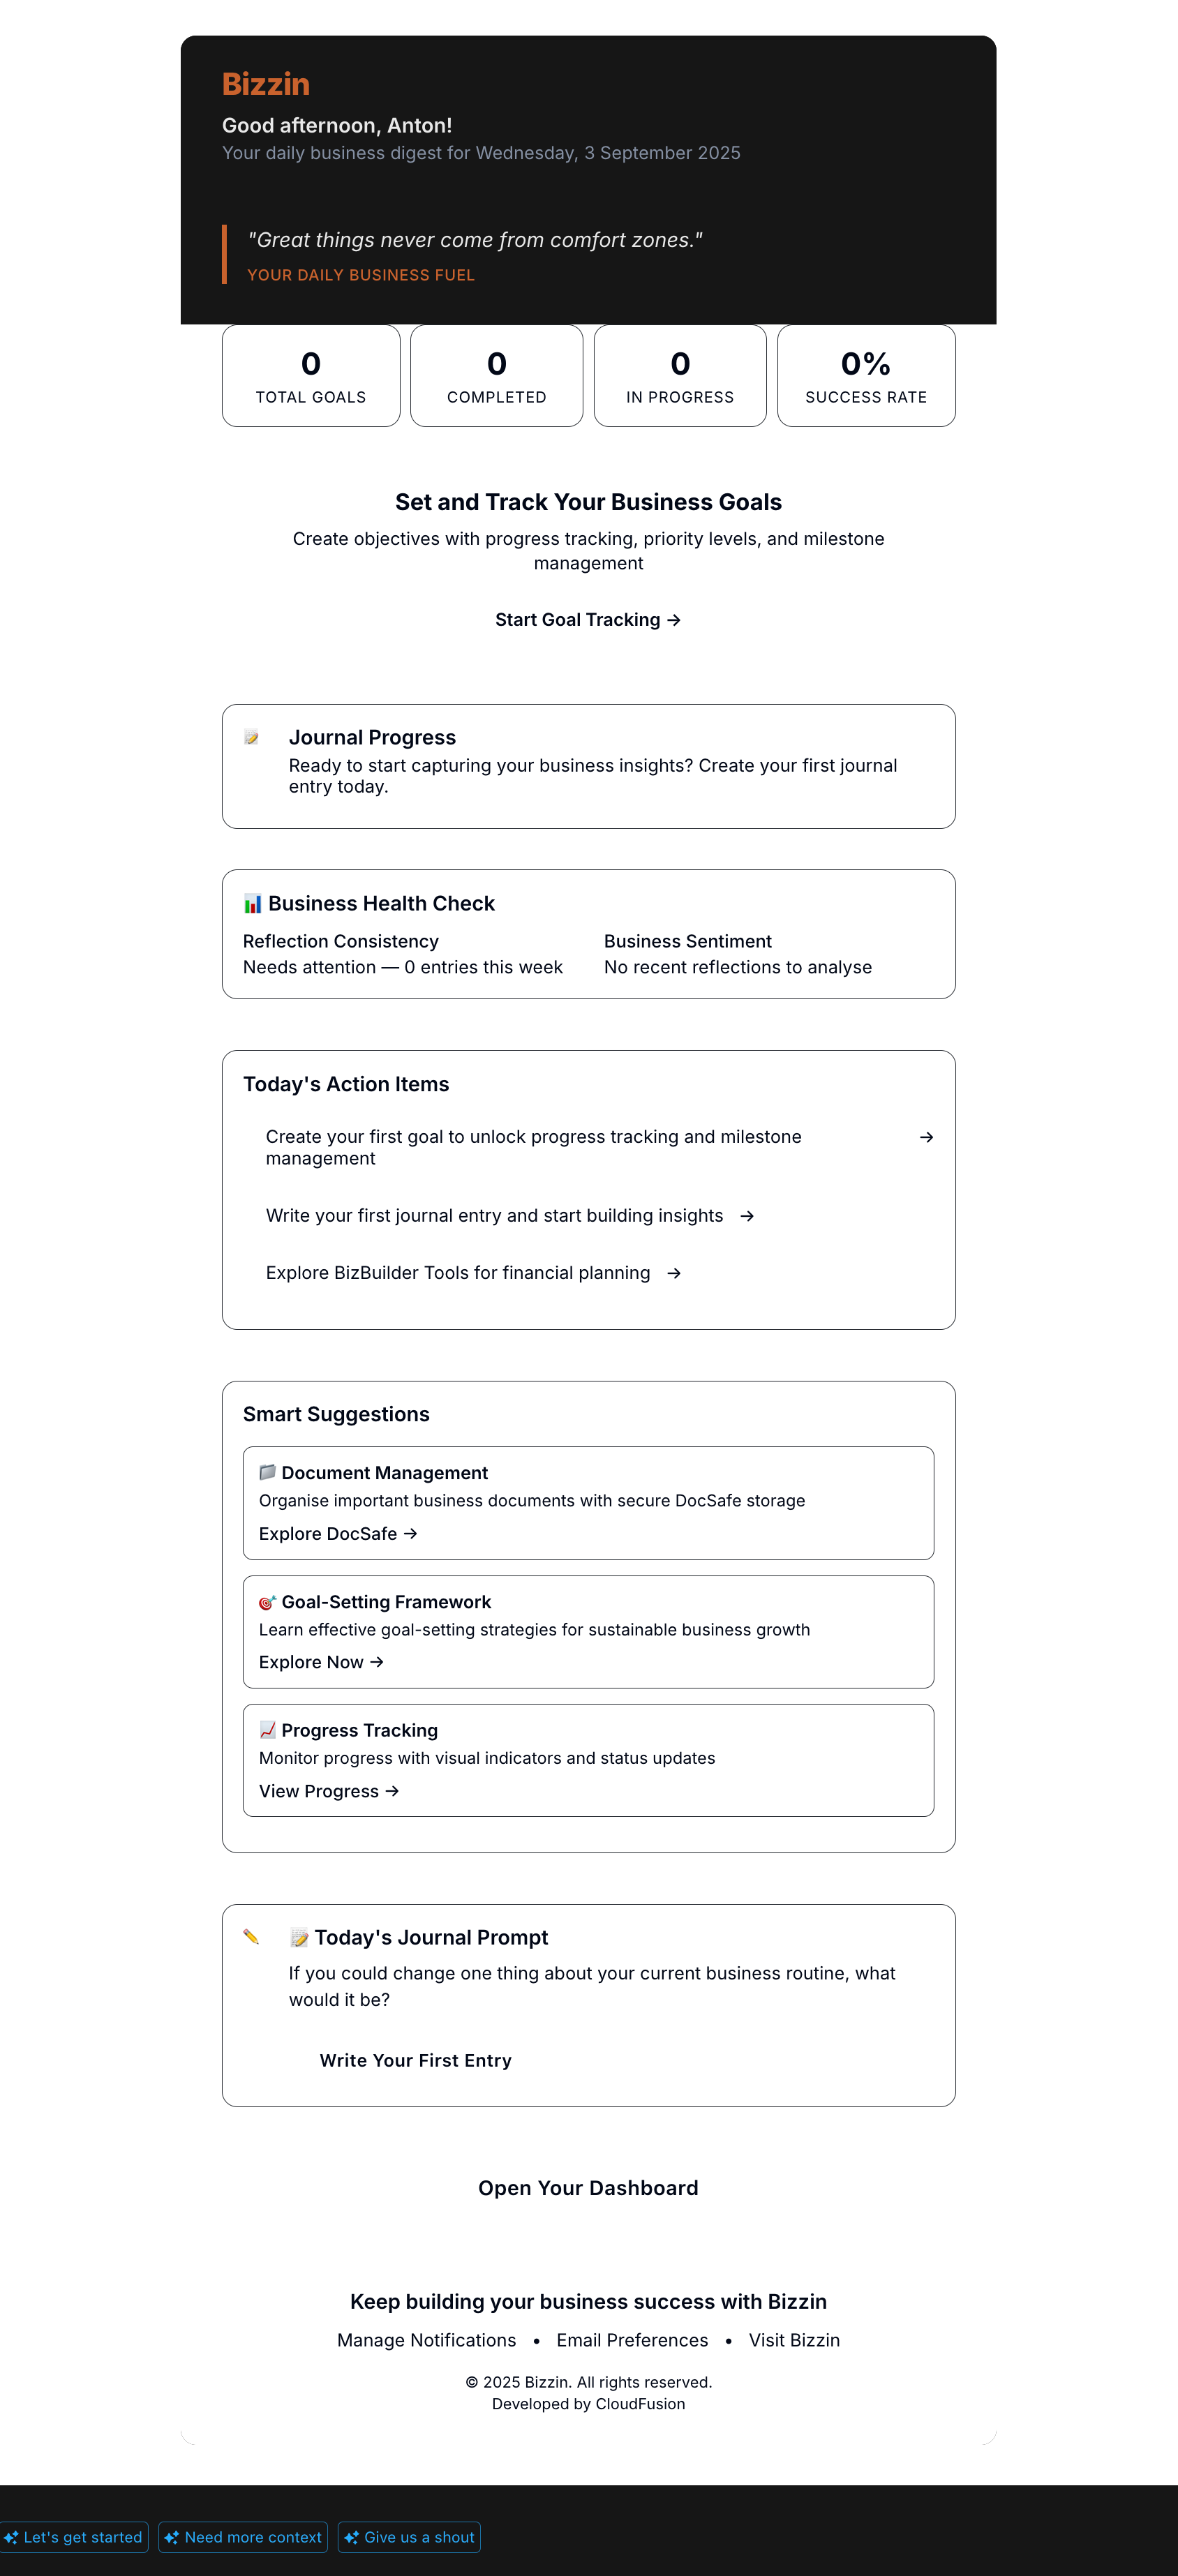 Bizzin
Good afternoon, Anton!
Your daily business digest for Wednesday, 3 September 2025
"Great things never come from comfort zones."
YOUR DAILY BUSINESS FUEL
0
TOTAL GOALS
0
COMPLETED
0
IN PROGRESS
0%
SUCCESS RATE
Set and Track Your Business Goals
Create objectives with progress tracking, priority levels, and milestone
management
Start Goal Tracking →
Journal Progress
Ready to start capturing your business insights? Create your first journal
entry today.
Business Health Check
Reflection Consistency
Needs attention — 0 entries this week
Business Sentiment
No recent reflections to analyse
Today's Action Items
Create your first goal to unlock progress tracking and milestone
management →
Write your first journal entry and start building insights →
Explore BizBuilder Tools for financial planning →
Smart Suggestions
Document Management
Organise important business documents with secure DocSafe storage
Explore DocSafe →
Goal-Setting Framework
Learn effective goal-setting strategies for sustainable business growth
Explore Now →
Progress Tracking
Monitor progress with visual indicators and status updates
View Progress →
Today's Journal Prompt
If you could change one thing about your current business routine, what
would it be?
Write Your First Entry
Open Your Dashboard
Keep building your business success with Bizzin
Manage Notifications • Email Preferences • Visit Bizzin
© 2025 Bizzin. All rights reserved.
Developed by CloudFusion
Let's get started
Need more context
Give us a shout